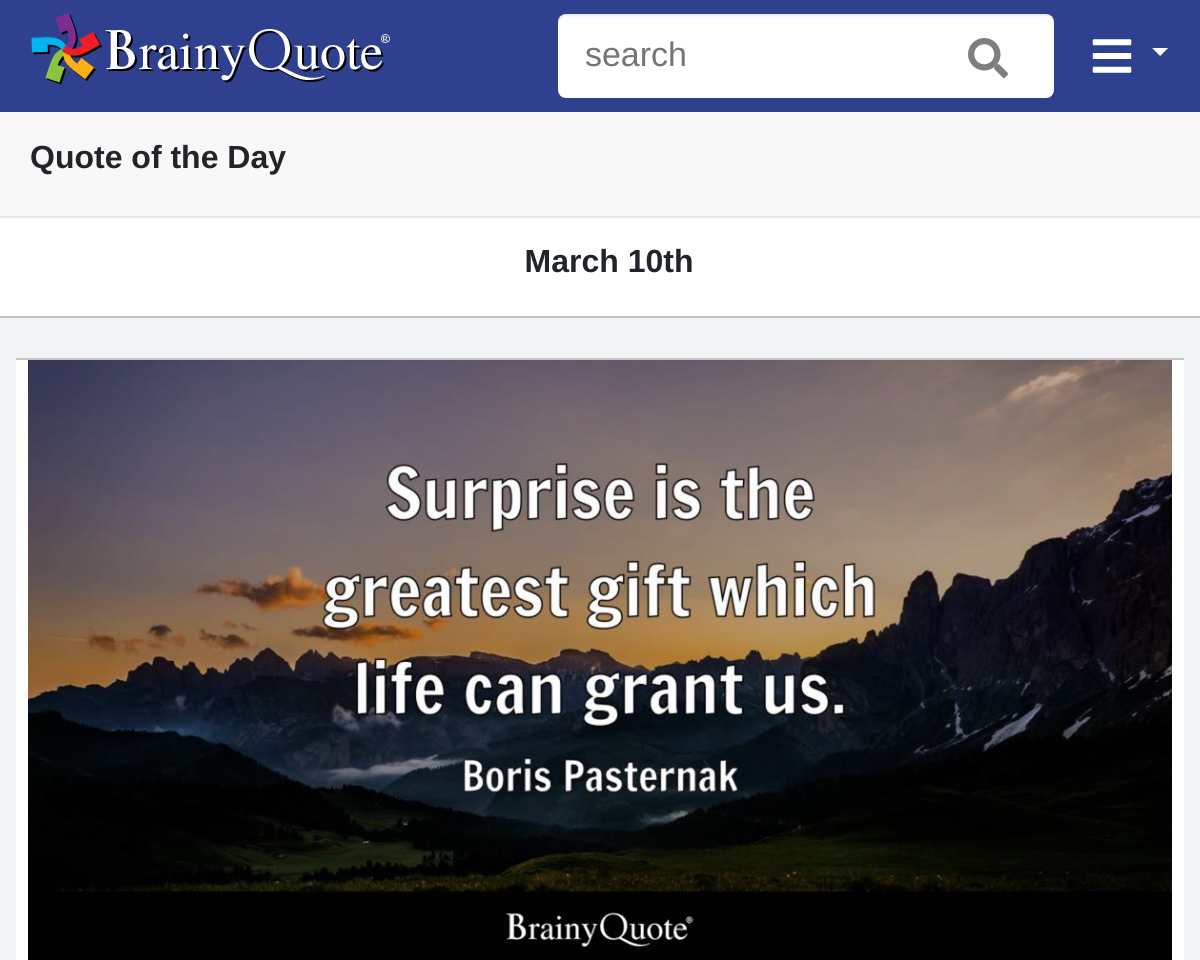 BrainyQuote®
search
Quote of the Day
March 10th
Surprise is the
greatest gift which
life can grant us.
Boris Pasternak
BrainyQuote®